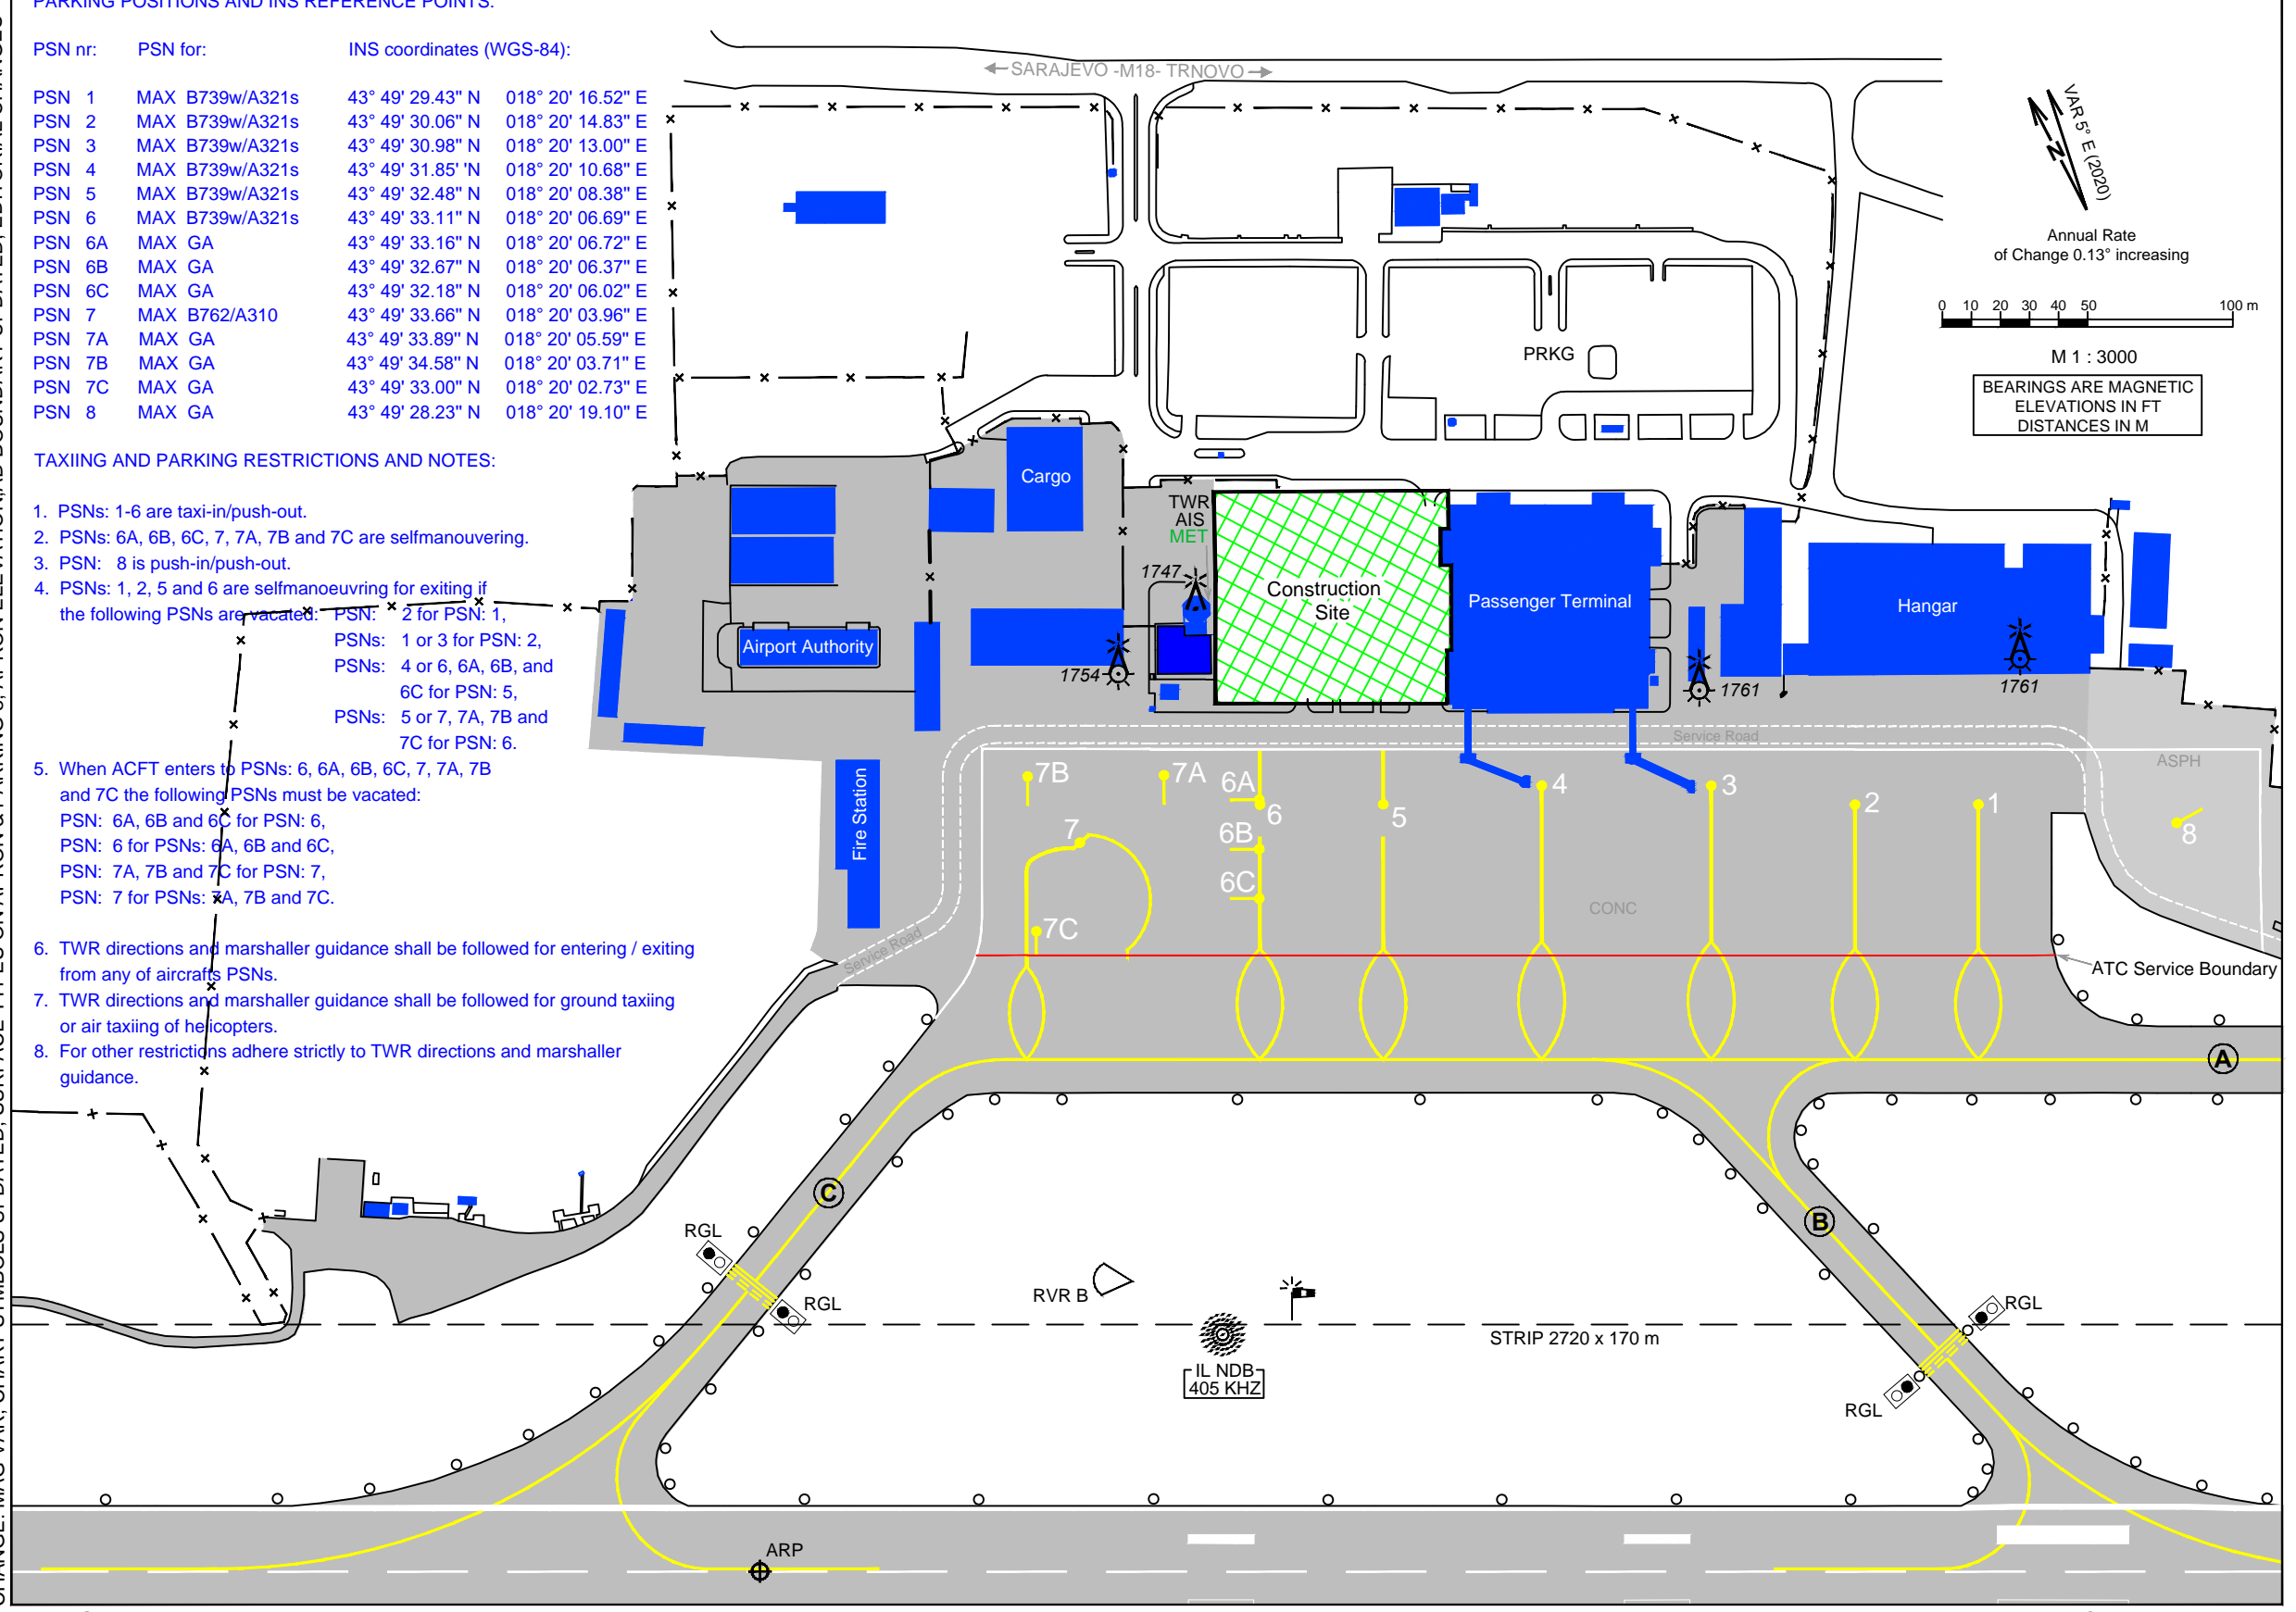 PARKING POSITIONS AND INS REFERENCE POINTS:
PSN nr: PSN for: INS coordinates (WGS-84):
PSN 1 MAX B739w/A321s 43° 49' 29.43" N 018° 20' 16.52" E
PSN 2 MAX B739w/A321s 43° 49' 30.06" N 018° 20' 14.83" E
PSN 3 MAX B739w/A321s 43° 49' 30.98" N 018° 20' 13.00" E
PSN 4 MAX B739w/A321s 43° 49' 31.85' 'N 018° 20' 10.68" E
PSN 5 MAX B739w/A321s 43° 49' 32.48" N 018° 20' 08.38" E
PSN 6 MAX B739w/A321s 43° 49' 33.11" N 018° 20' 06.69" E
PSN 6A MAX GA 43° 49' 33.16" N 018° 20' 06.72" E
PSN 6B MAX GA 43° 49' 32.67" N 018° 20' 06.37" E
PSN 6C MAX GA 43° 49' 32.18" N 018° 20' 06.02" E
PSN 7 MAX B762/A310 43° 49' 33.66" N 018° 20' 03.96" E
PSN 7A MAX GA 43° 49' 33.89" N 018° 20' 05.59" E
PSN 7B MAX GA 43° 49' 34.58" N 018° 20' 03.71" E
PSN 7C MAX GA 43° 49' 33.00" N 018° 20' 02.73" E
PSN 8 MAX GA 43° 49' 28.23" N 018° 20' 19.10" E
TAXIING AND PARKING RESTRICTIONS AND NOTES:
1. PSNs: 1-6 are taxi-in/push-out.
2. PSNs: 6A, 6B, 6C, 7, 7A, 7B and 7C are selfmanouvering.
3. PSN: 8 is push-in/push-out.
4. PSNs: 1, 2, 5 and 6 are selfmanoeuvring for exiting if
the following PSNs are vacated: PSN: 2 for PSN: 1,
PSNs: 1 or 3 for PSN: 2,
PSNs: 4 or 6, 6A, 6B, and
6C for PSN: 5,
PSNs: 5 or 7, 7A, 7B and
7C for PSN: 6.
5. When ACFT enters to PSNs: 6, 6A, 6B, 6C, 7, 7A, 7B
and 7C the following PSNs must be vacated:
PSN: 6A, 6B and 6C for PSN: 6,
PSN: 6 for PSNs: 6A, 6B and 6C,
PSN: 7A, 7B and 7C for PSN: 7,
PSN: 7 for PSNs: 7A, 7B and 7C.
6. TWR directions and marshaller guidance shall be followed for entering / exiting
from any of aircrafts PSNs.
7. TWR directions and marshaller guidance shall be followed for ground taxiing
or air taxiing of helicopters.
8. For other restrictions adhere strictly to TWR directions and marshaller
guidance.
SARAJEVO -M18- TRNOVO
VAR 5° E (2020)
N
Annual Rate
of Change 0.13° increasing
0 10 20 30 40 50 100 m
M 1 : 3000
BEARINGS ARE MAGNETIC
ELEVATIONS IN FT
DISTANCES IN M
PRKG
Cargo
TWR
AIS
MET
1747
Construction
Site
Passenger Terminal
Hangar
Airport Authority
1754
1761
1761
Service Road
ASPH
Fire Station
7B
7A
6A
6
5
4
3
2
1
8
7
6B
6C
7C
CONC
Service Road
ATC Service Boundary
A
C
B
RGL
RGL
RVR B
RGL
RGL
STRIP 2720 x 170 m
IL NDB
405 KHZ
ARP